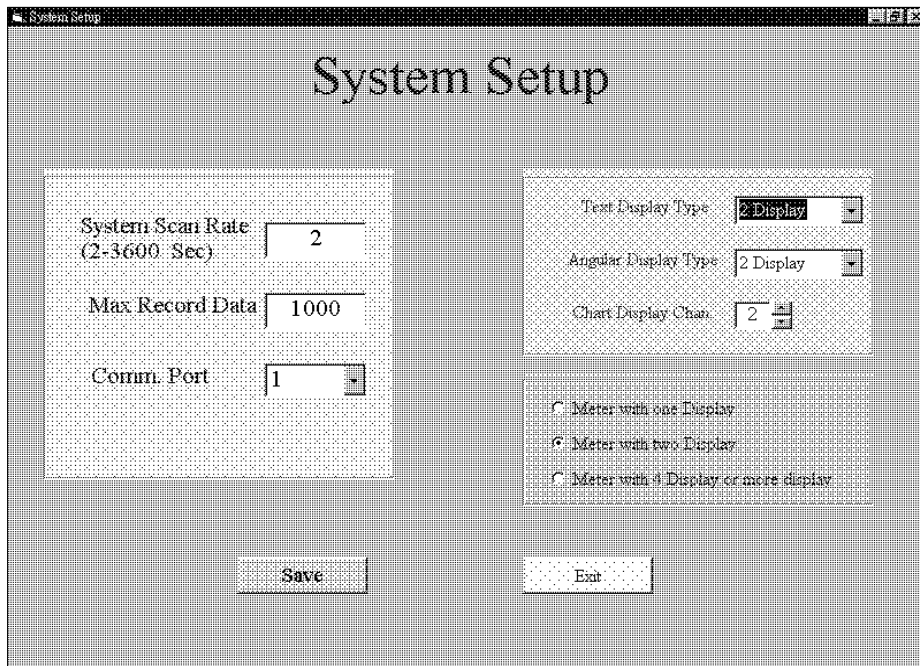 System Setup
System Setup
System Scan Rate
(2-3600 Sec)
2
Max Record Data
1000
Comm. Port
1
Text Display Type
2 Display
Angular Display Type
2 Display
Chart Display Chan.
2
Meter with one Display
Meter with two Display
Meter with 4 Display or more display
Save
Exit